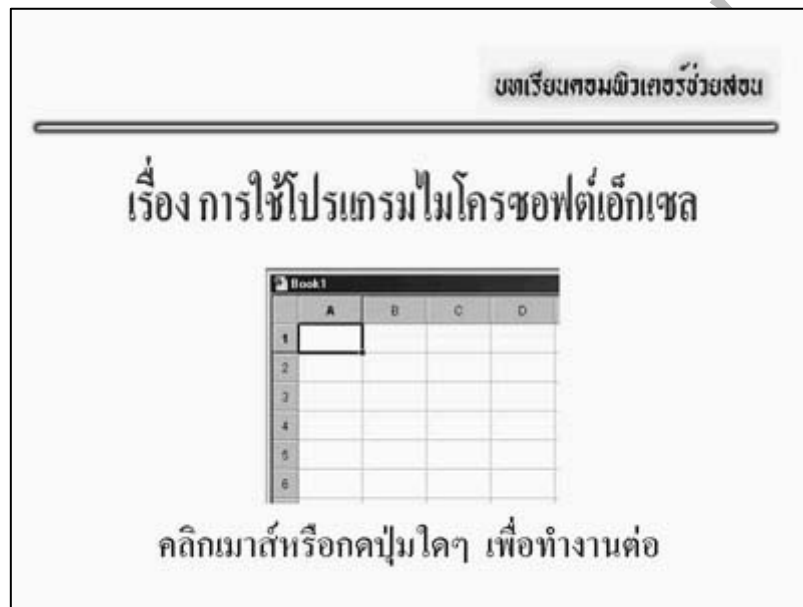 บทเรียนคอมพิวเตอร์ช่วยสอน
เรื่อง การใช้โปรแกรมไมโครซอฟต์เอ็กเซล
Book1
A B C D
1
2
3
4
5
6
คลิกเมาส์หรือกดปุ่มใดๆ เพื่อทำงานต่อ